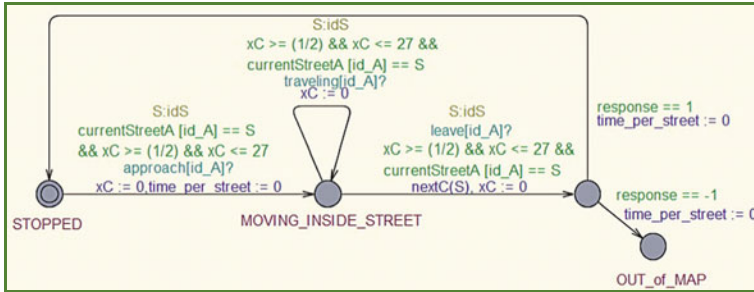 S:idS
xC >= (1/2) && xC <= 27 &&
currentStreetA [id_A] == S
traveling[id_A]?
xC := 0
S:idS
currentStreetA [id_A] == S
&& xC >= (1/2) && xC <= 27
approach[id_A]?
xC := 0,time_per_street := 0
S:idS
leave[id_A]?
xC >= (1/2) && xC <= 27 &&
currentStreetA [id_A] == S
nextC(S), xC := 0
response == 1
time_per_street := 0
response == -1
time_per_street := 0
STOPPED
MOVING_INSIDE_STREET
OUT_of_MAP